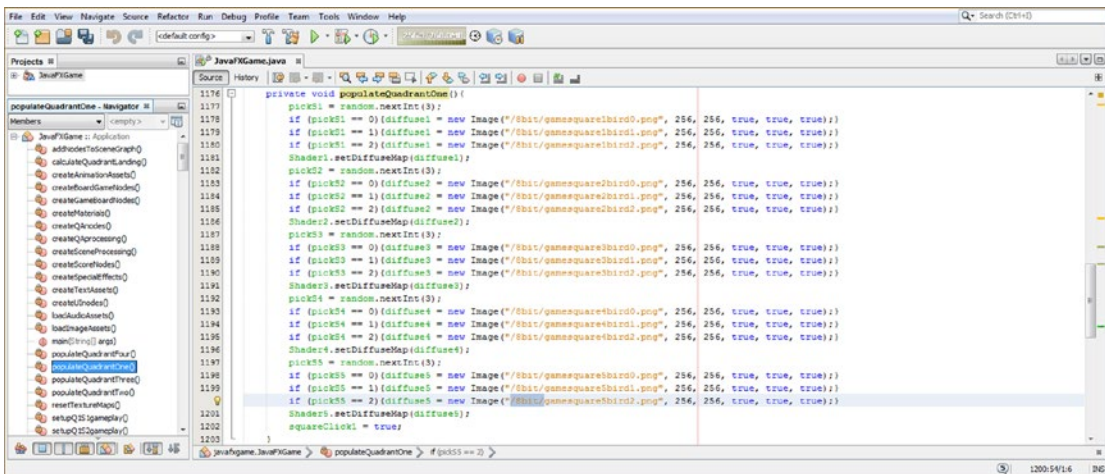 File Edit View Navigate Source Refactor Run Debug Profile Team Tools Window Help
Search (Ctrl+I)
<default config>
Projects
JavaFXGame
populateQuadrantOne - Navigator
Members
<empty>
JavaFXGame :: Application
addNodesToSceneGraph()
calculateQuadrantLanding()
createAnimationAssets()
createBoardGameNodes()
createGameBoardNodes()
createMaterials()
createQAnodes()
createQAprocessing()
createSceneProcessing()
createScoreNodes()
createSpecialEffects()
createTextAssets()
createUInodes()
loadAudioAssets()
loadImageAssets()
main(String[] args)
populateQuadrantFour()
populateQuadrantOne()
populateQuadrantThree()
populateQuadrantTwo()
resetTextureMaps()
setupQ1S1gameplay()
setupQ1S2gameplay()
JavaFXGame.java
Source History
1176 private void populateQuadrantOne(){
1177 pickS1 = random.nextInt(3);
1178 if (pickS1 == 0){diffuse1 = new Image("/8bit/gamesquare1bird0.png", 256, 256, true, true, true);}
1179 if (pickS1 == 1){diffuse1 = new Image("/8bit/gamesquare1bird1.png", 256, 256, true, true, true);}
1180 if (pickS1 == 2){diffuse1 = new Image("/8bit/gamesquare1bird2.png", 256, 256, true, true, true);}
1181 Shader1.setDiffuseMap(diffuse1);
1182 pickS2 = random.nextInt(3);
1183 if (pickS2 == 0){diffuse2 = new Image("/8bit/gamesquare2bird0.png", 256, 256, true, true, true);}
1184 if (pickS2 == 1){diffuse2 = new Image("/8bit/gamesquare2bird1.png", 256, 256, true, true, true);}
1185 if (pickS2 == 2){diffuse2 = new Image("/8bit/gamesquare2bird2.png", 256, 256, true, true, true);}
1186 Shader2.setDiffuseMap(diffuse2);
1187 pickS3 = random.nextInt(3);
1188 if (pickS3 == 0){diffuse3 = new Image("/8bit/gamesquare3bird0.png", 256, 256, true, true, true);}
1189 if (pickS3 == 1){diffuse3 = new Image("/8bit/gamesquare3bird1.png", 256, 256, true, true, true);}
1190 if (pickS3 == 2){diffuse3 = new Image("/8bit/gamesquare3bird2.png", 256, 256, true, true, true);}
1191 Shader3.setDiffuseMap(diffuse3);
1192 pickS4 = random.nextInt(3);
1193 if (pickS4 == 0){diffuse4 = new Image("/8bit/gamesquare4bird0.png", 256, 256, true, true, true);}
1194 if (pickS4 == 1){diffuse4 = new Image("/8bit/gamesquare4bird1.png", 256, 256, true, true, true);}
1195 if (pickS4 == 2){diffuse4 = new Image("/8bit/gamesquare4bird2.png", 256, 256, true, true, true);}
1196 Shader4.setDiffuseMap(diffuse4);
1197 pickS5 = random.nextInt(3);
1198 if (pickS5 == 0){diffuse5 = new Image("/8bit/gamesquare5bird0.png", 256, 256, true, true, true);}
1199 if (pickS5 == 1){diffuse5 = new Image("/8bit/gamesquare5bird1.png", 256, 256, true, true, true);}
if (pickS5 == 2){diffuse5 = new Image("/8bit/gamesquare5bird2.png", 256, 256, true, true, true);}
1201 Shader5.setDiffuseMap(diffuse5);
1202 squareClick1 = true;
1203 }
javafxgame.JavaFXGame populateQuadrantOne if (pickS5 == 2)
1200:54/1:6 INS